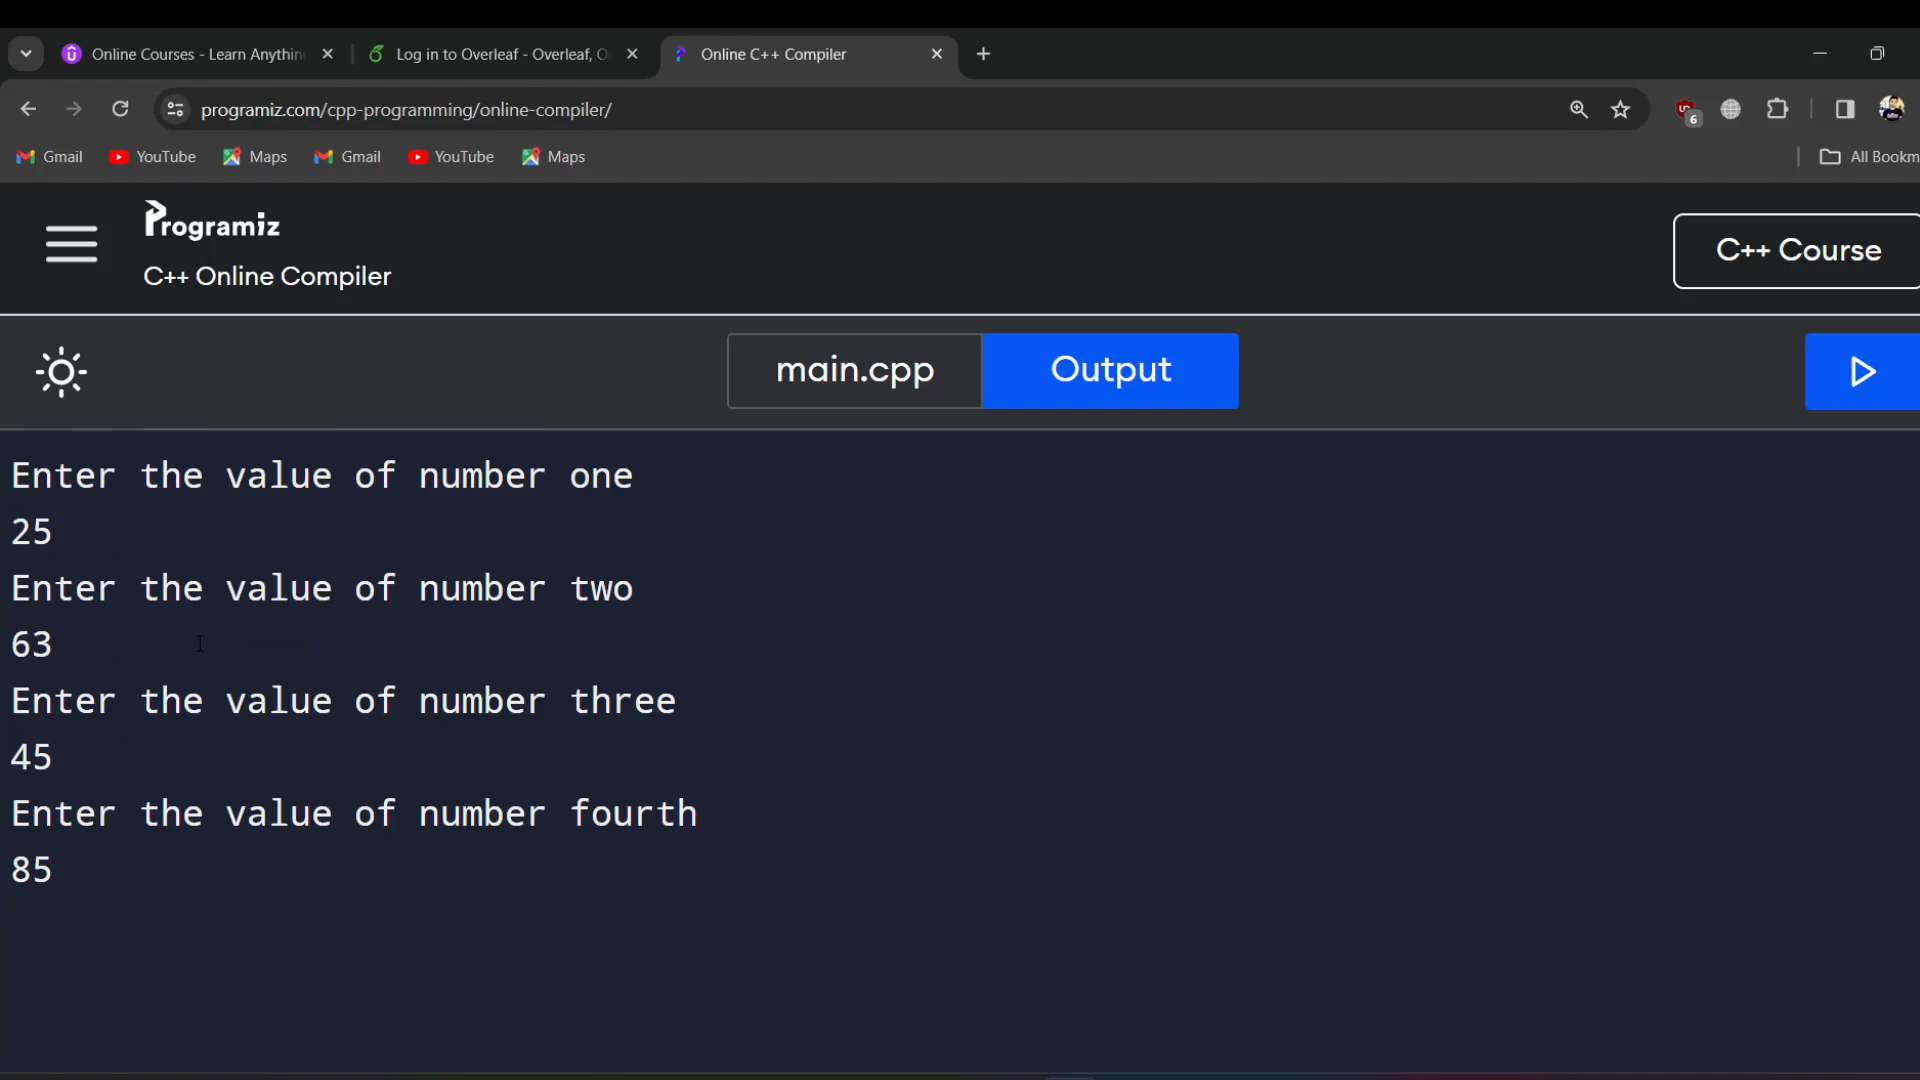 Online Courses - Learn Anythin
Log in to Overleaf - Overleaf, O
Online C++ Compiler
programiz.com/cpp-programming/online-compiler/
6
Gmail
YouTube
Maps
Gmail
YouTube
Maps
All Bookm
Programiz
C++ Online Compiler
C++ Course
main.cpp
Output
Enter the value of number one
25
Enter the value of number two
63
Enter the value of number three
45
Enter the value of number fourth
85